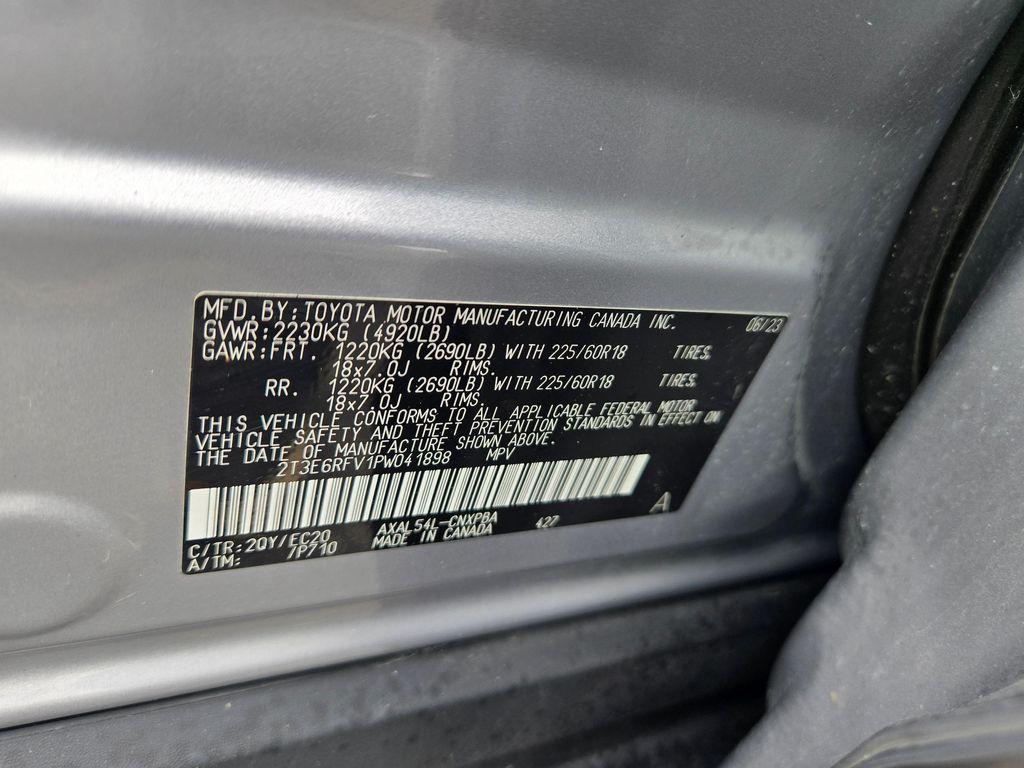 MFD. BY: TOYOTA MOTOR MANUFACTURING CANADA INC. 06/23
GVWR: 2230KG (4920LB)
GAWR: FRT. 1220KG (2690LB) WITH 225/60R18 TIRES.
18x7.0J RIMS.
RR. 1220KG (2690LB) WITH 225/60R18 TIRES.
18x7.0J RIMS.
THIS VEHICLE CONFORMS TO ALL APPLICABLE FEDERAL MOTOR
VEHICLE SAFETY AND THEFT PREVENTION STANDARDS IN EFFECT ON
THE DATE OF MANUFACTURE SHOWN ABOVE.
2T3E6RFV1PW041898 MPV
A
C/TR: 2QY/EC20 AXAL54L-CNXPBA 427
A/TM: /P710 MADE IN CANADA